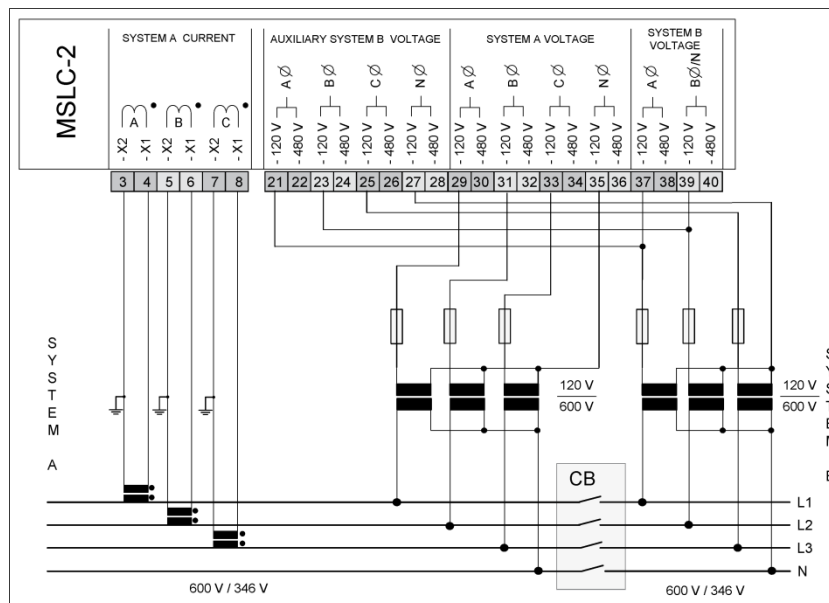 MSLC-2
SYSTEM A CURRENT
AUXILIARY SYSTEM B VOLTAGE
SYSTEM A VOLTAGE
SYSTEM B
VOLTAGE
A B C
A Ø B Ø C Ø N Ø A Ø B Ø C Ø N Ø A Ø BØ/N
- X2 - X1 - X2 - X1 - X2 X1
- 120 V - 480 V - 120 V - 480 V - 120 V - 480 V - 120 V - 480 V - 120 V - 480 V - 120 V - 480 V - 120 V - 480 V - 120 V - 480 V - 120 V - 480 V - 120 V - 480 V
3 4 5 6 7 8 21 22 23 24 25 26 27 28 29 30 31 32 33 34 35 36 37 38 39 40
SYSTEM A
120 V
600 V
120 V
600 V
SYSTEM B
CB
L1
L2
L3
N
600 V / 346 V
600 V / 346 V